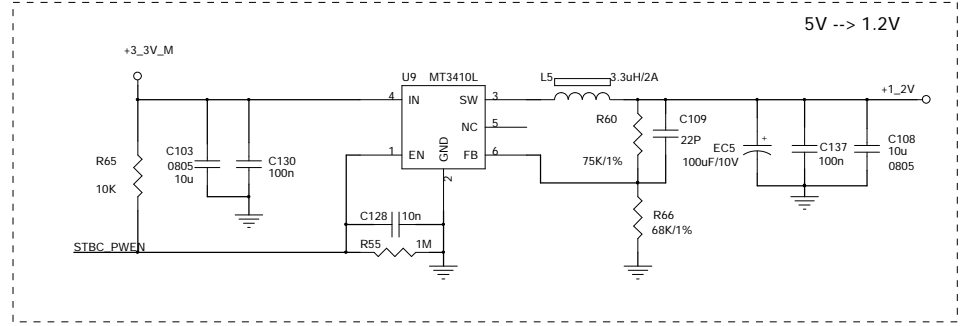 5V --> 1.2V
+3_3V_M
U9 MT3410L
L5 3.3uH/2A
+1_2V
4 IN SW 3
NC 5
GND
1 EN FB 6
2
R60
75K/1%
C109
22P
EC5
+
100uF/10V
C137
100n
C108
10u
0805
R65
10K
C103
0805
10u
C130
100n
C128 10n
R55 1M
R66
68K/1%
STBC_PWEN